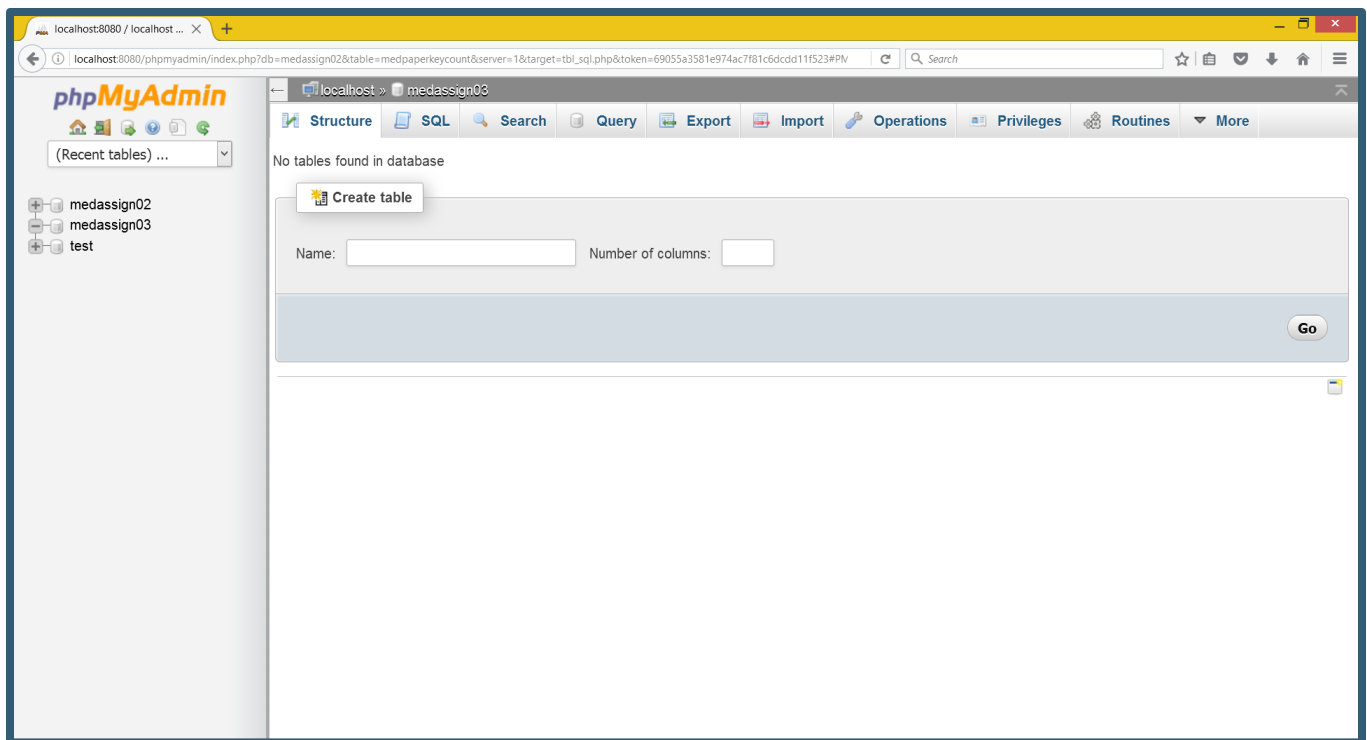 localhost:8080 / localhost ...
localhost:8080/phpmyadmin/index.php?db=medassign02&table=medpaperkeycount&server=1&target=tbl_sql.php&token=69055a3581e974ac7f81c6dcdd11f523#PM
Search
phpMyAdmin
(Recent tables) ...
medassign02
medassign03
test
localhost » medassign03
Structure SQL Search Query Export Import Operations Privileges Routines More
No tables found in database
Create table
Name: Number of columns:
Go